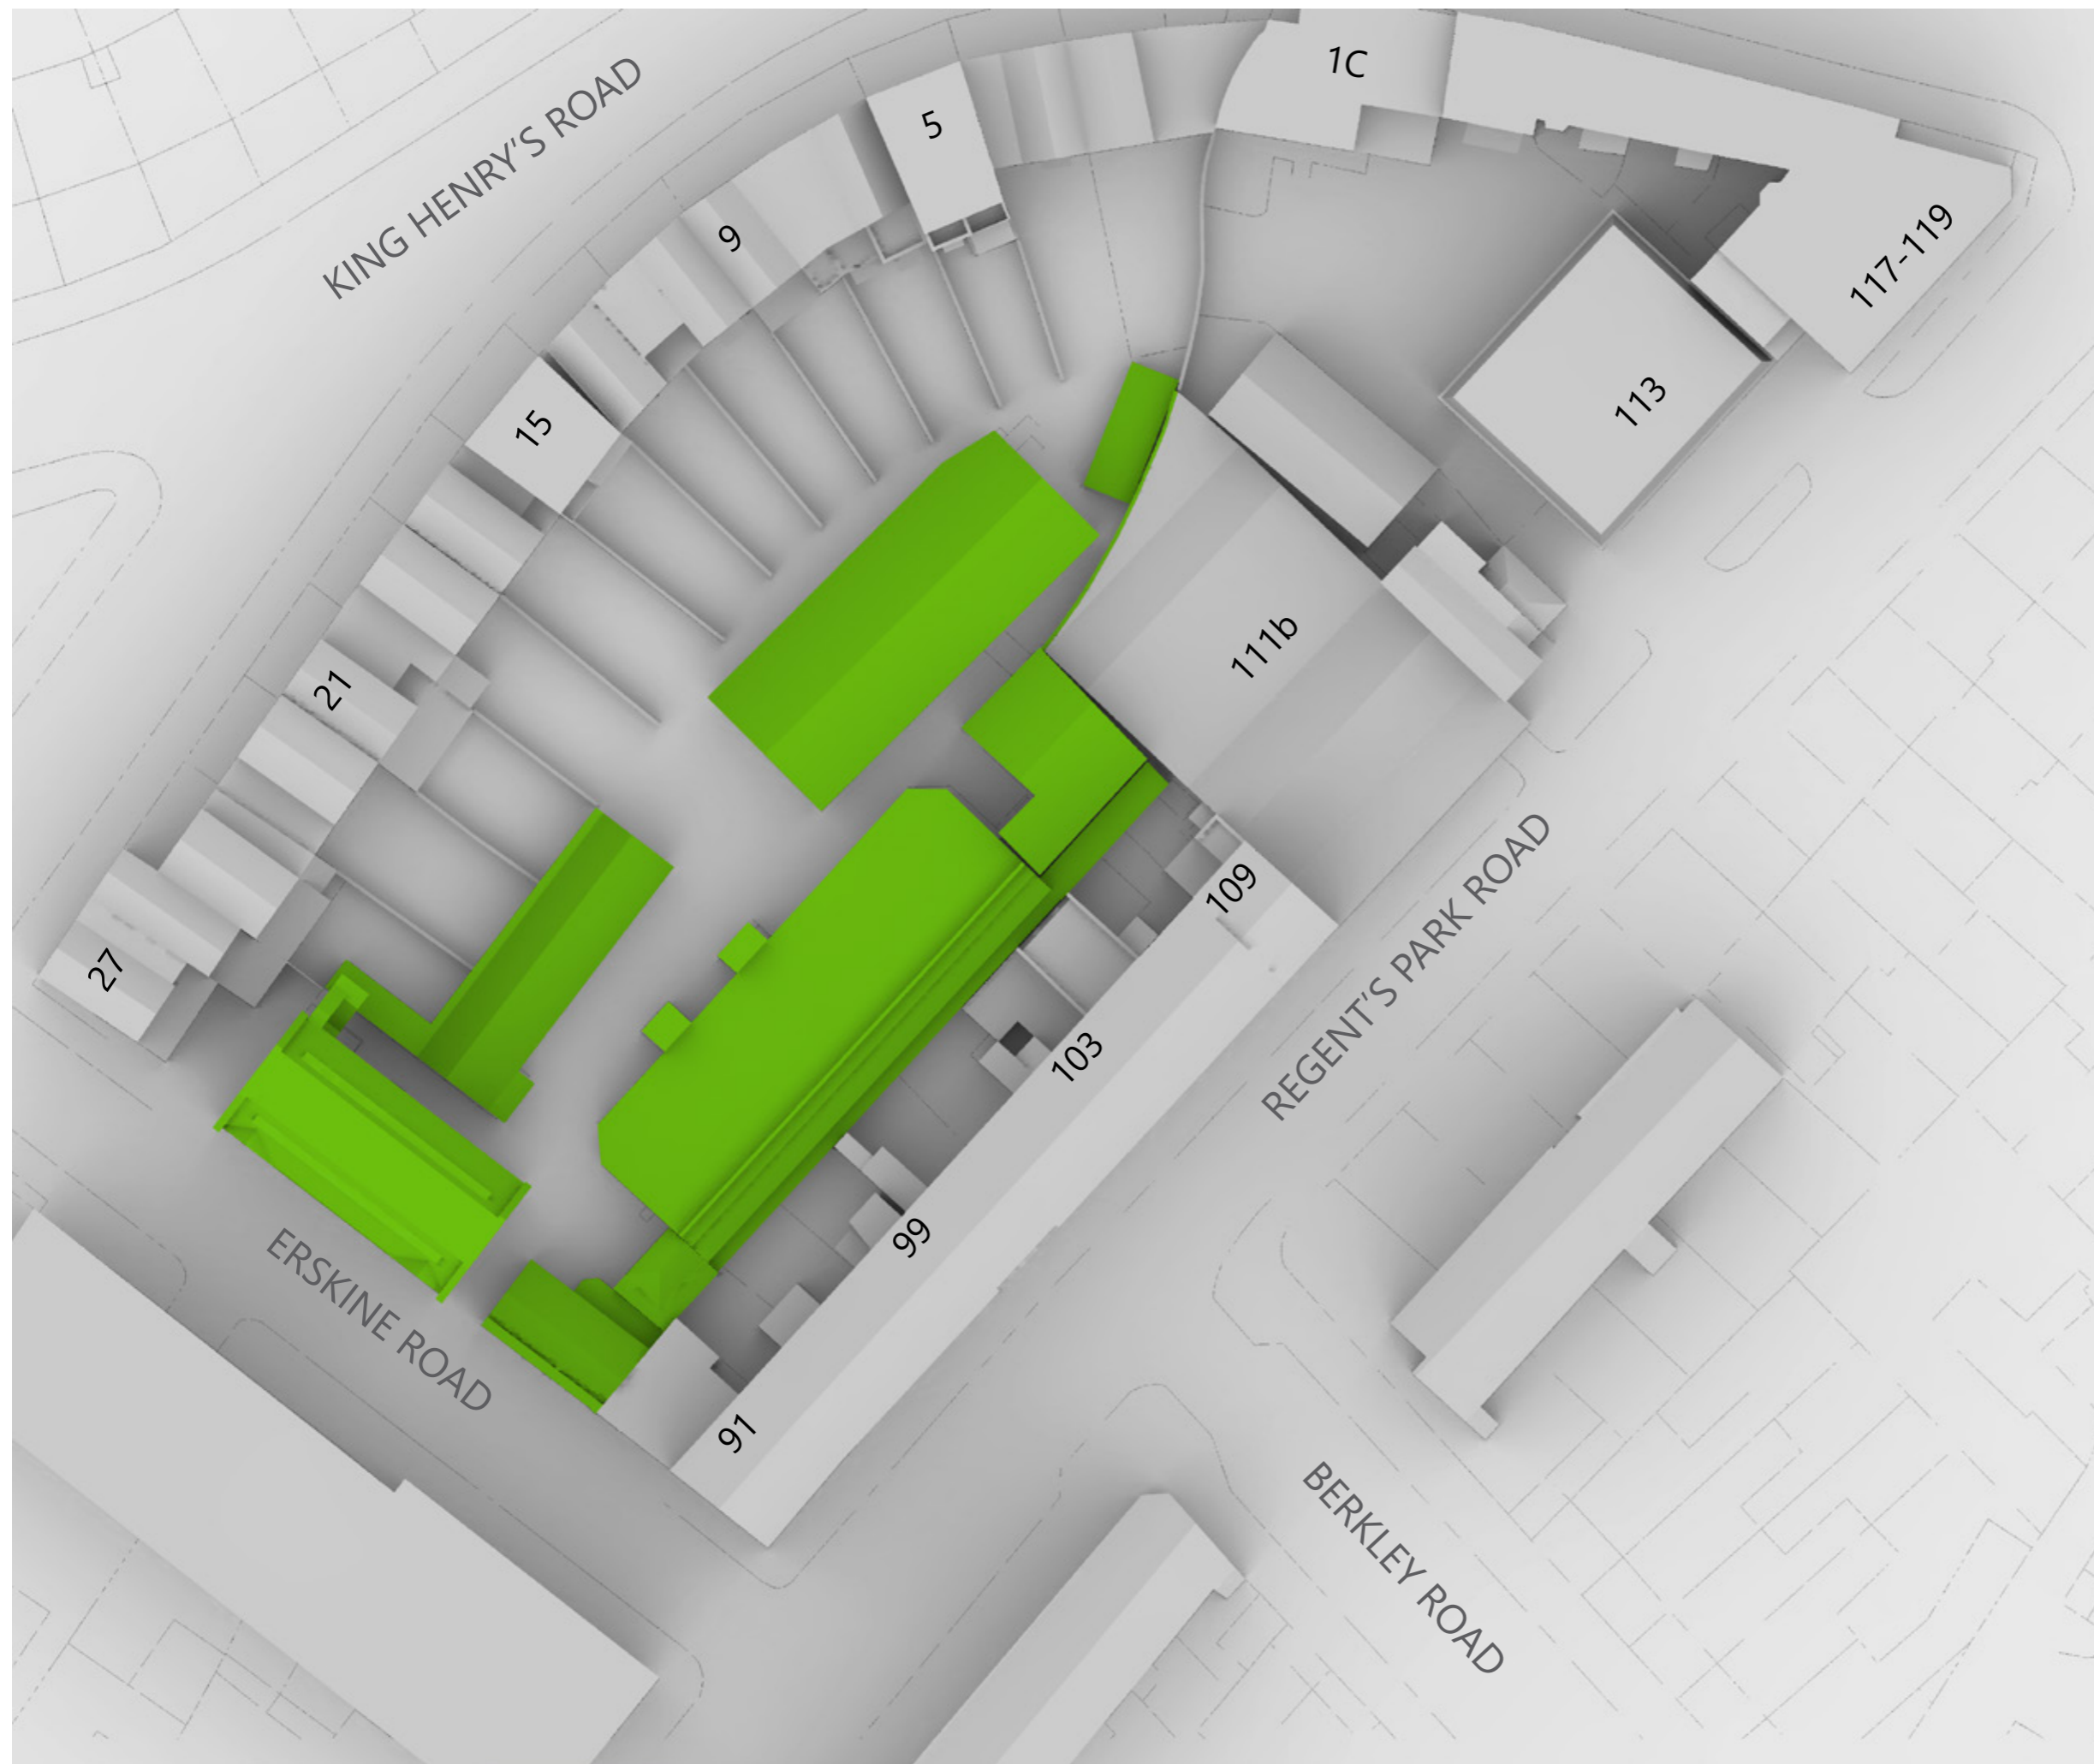 1C
5
KING HENRY'S ROAD
9
117-119
113
15
111b
21
109
27
REGENT'S PARK ROAD
103
99
ERSKINE ROAD
91
BERKLEY ROAD